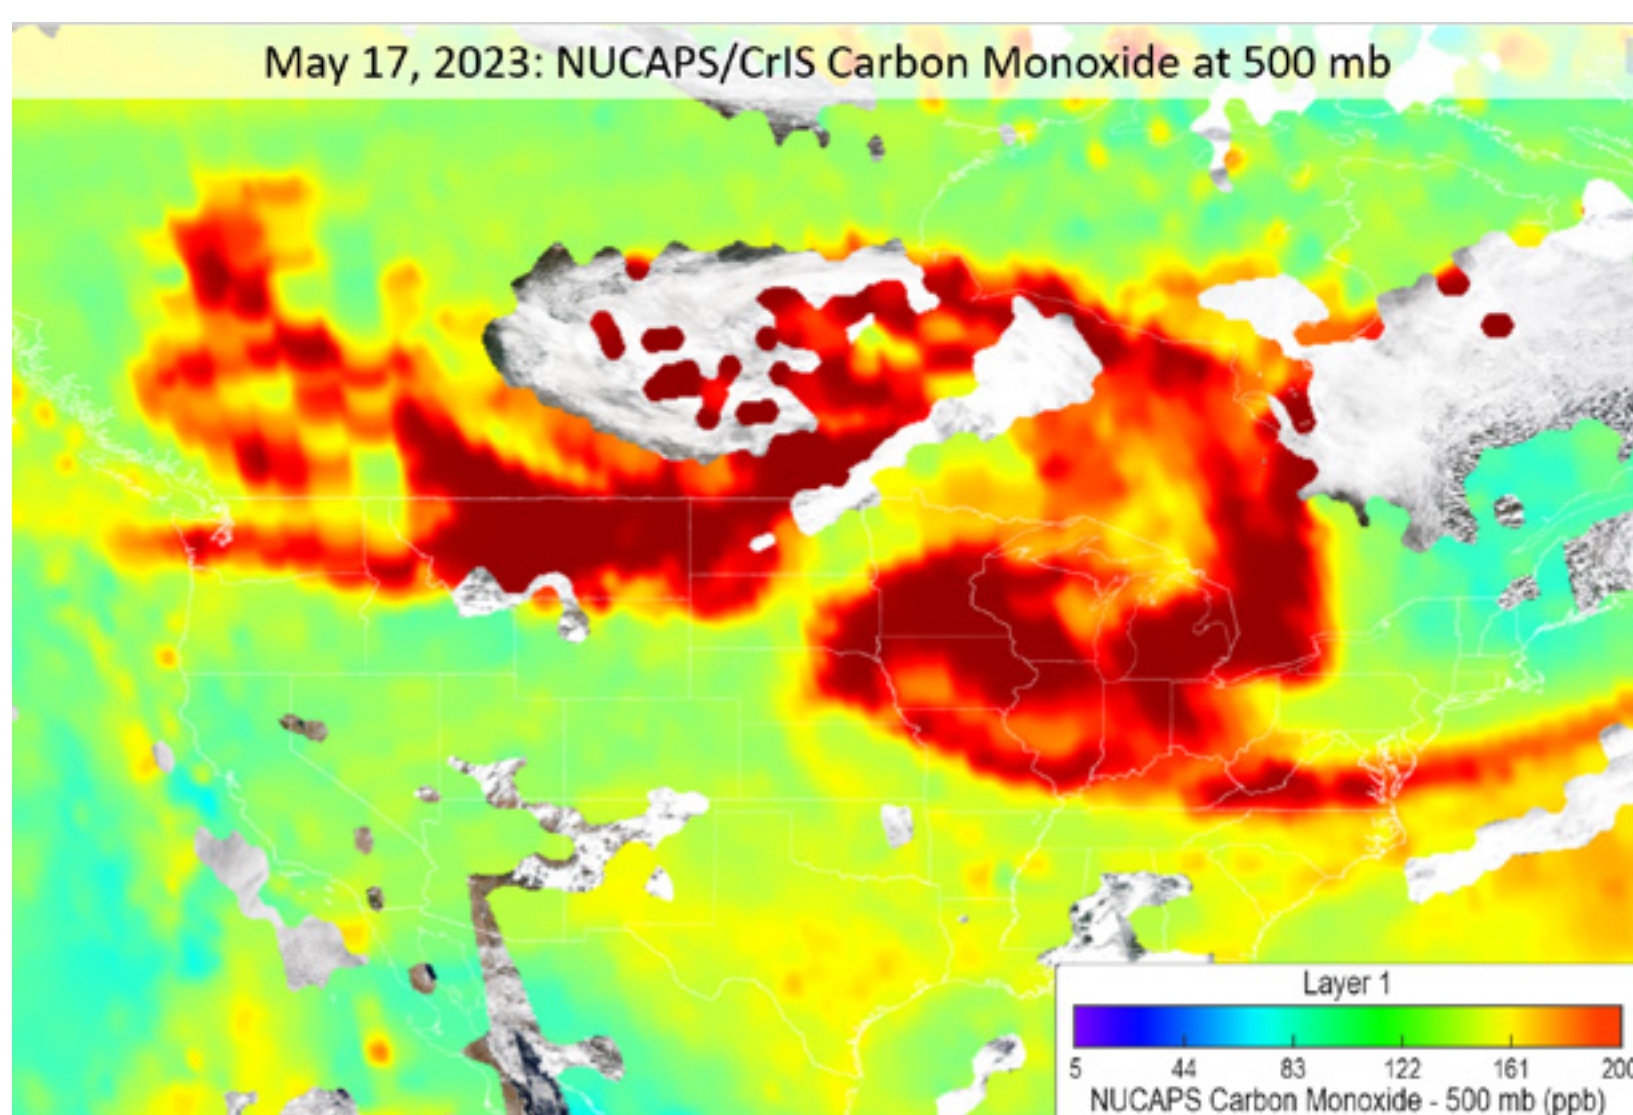 May 17, 2023: NUCAPS/CrIS Carbon Monoxide at 500 mb
Layer 1
5 44 83 122 161 200
NUCAPS Carbon Monoxide - 500 mb (ppb)